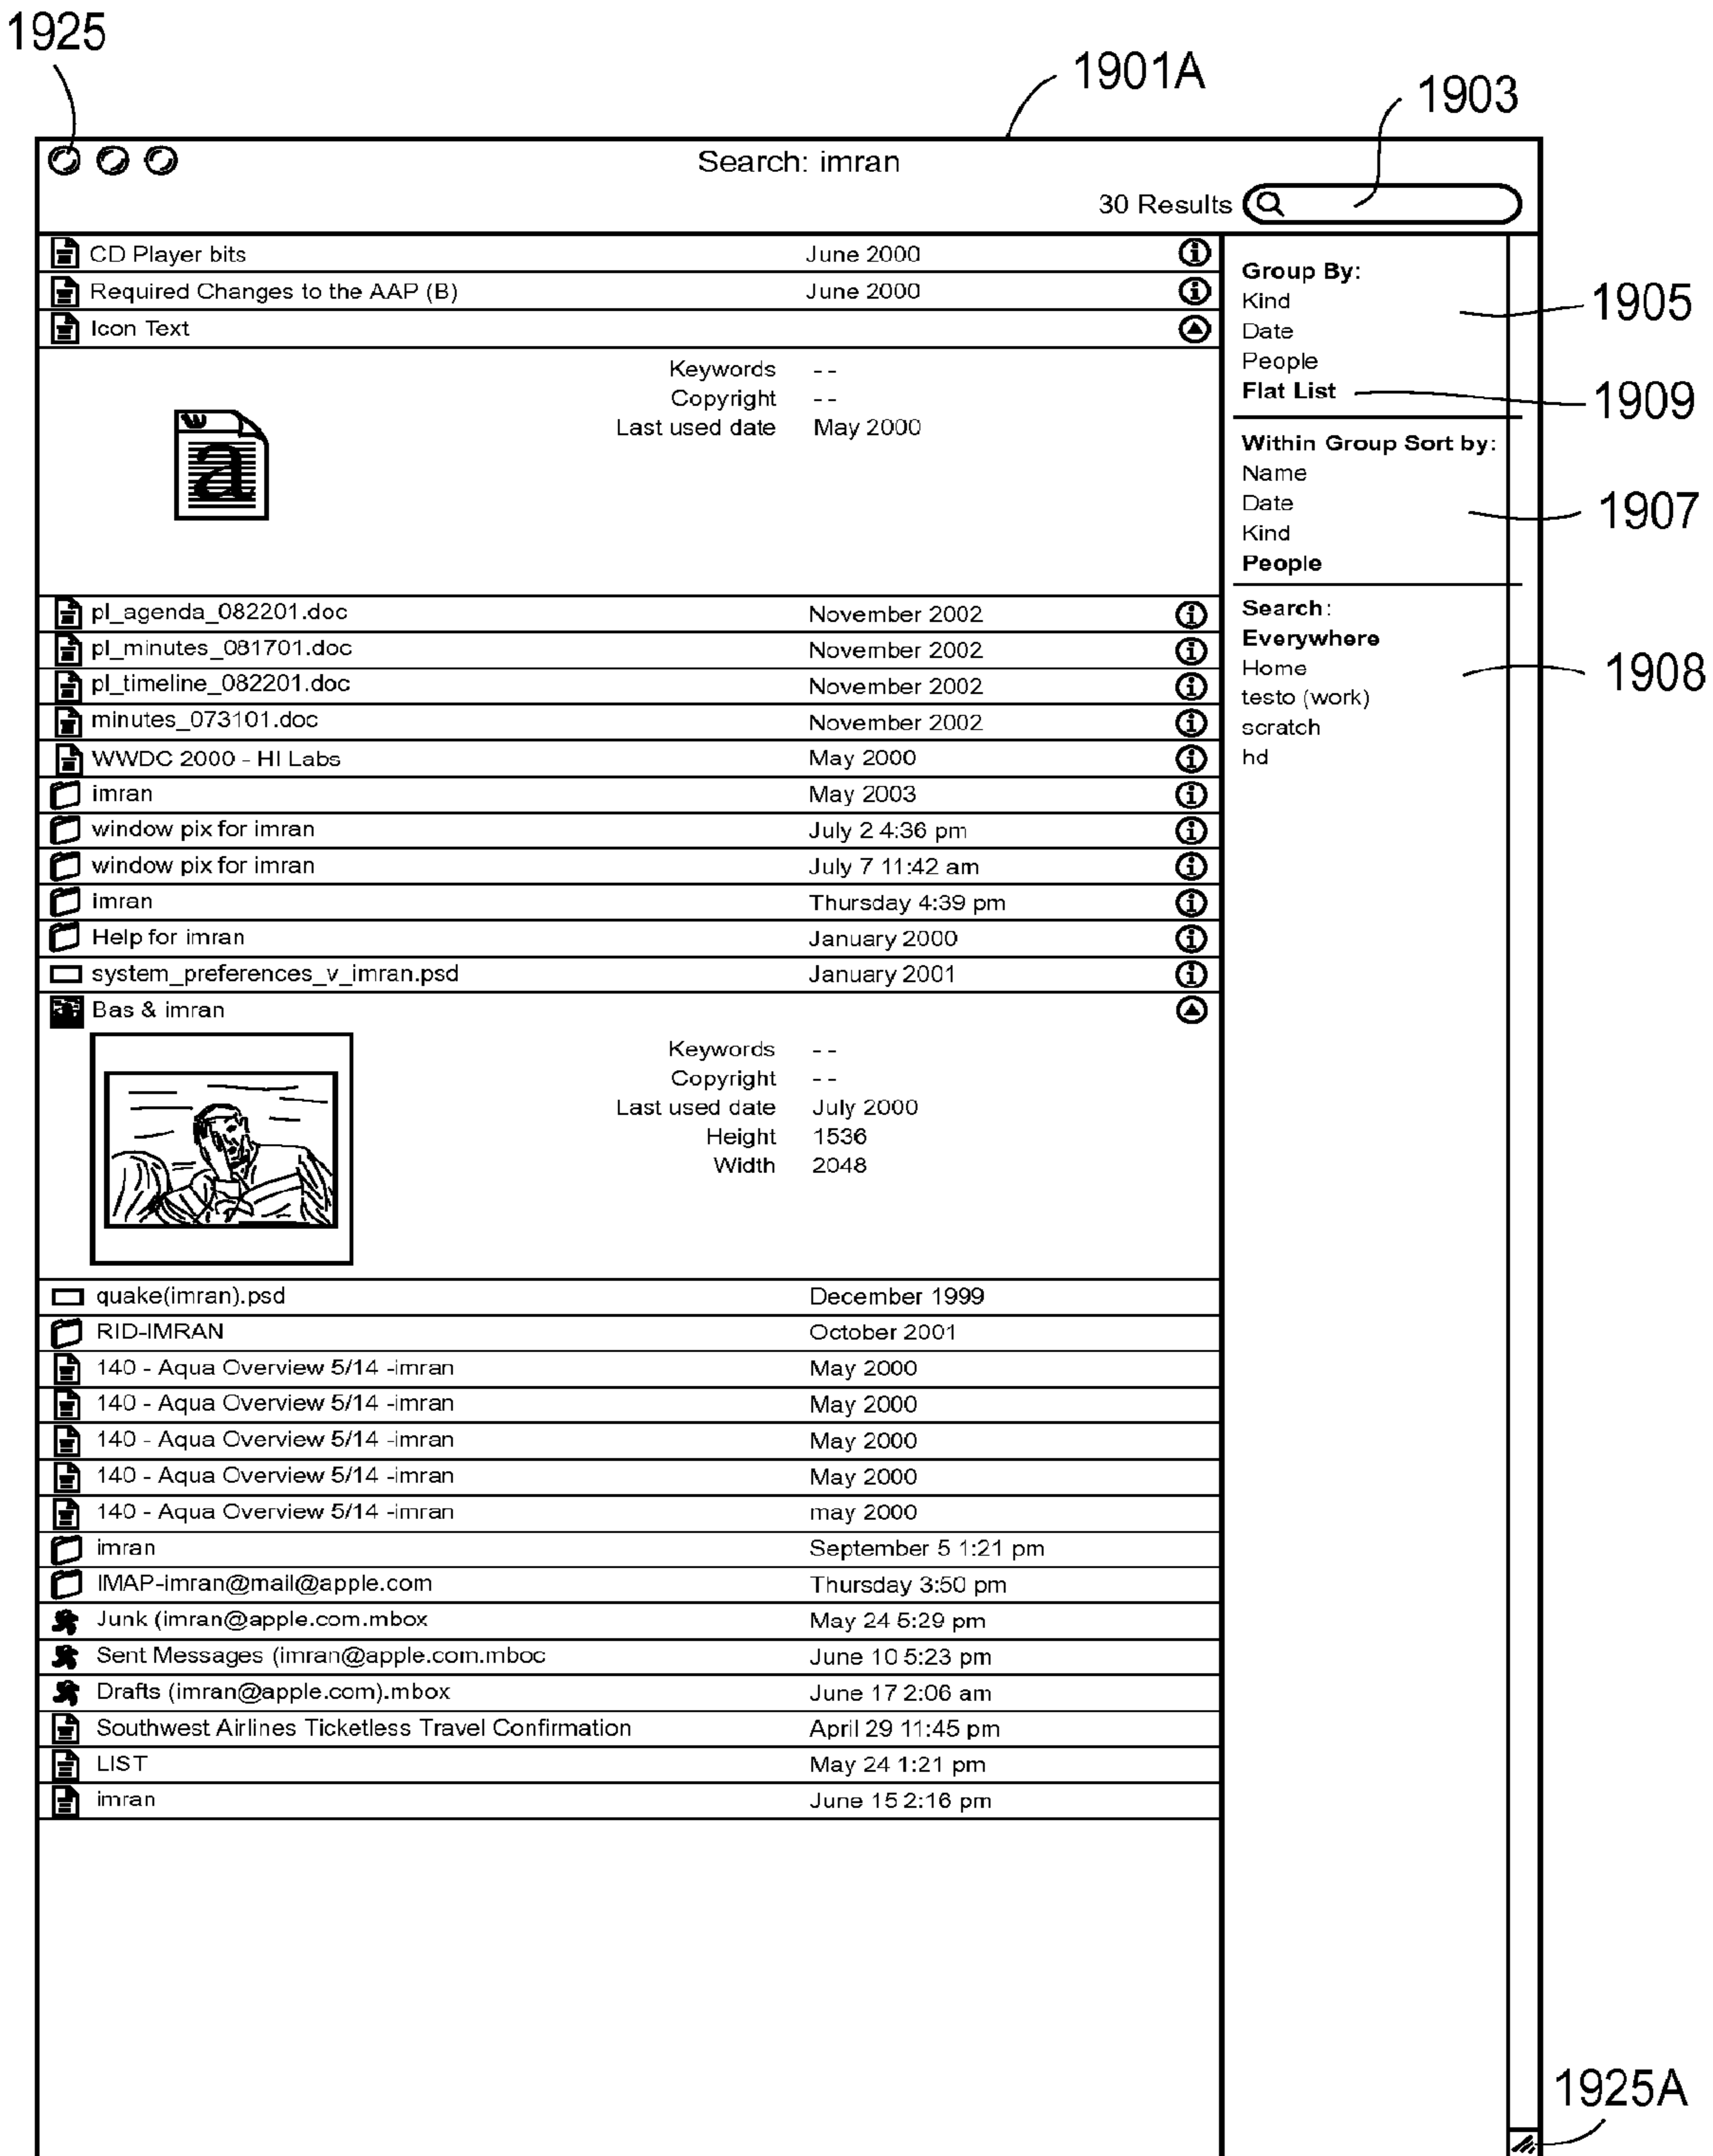 1925
1901A
1903
Search: imran
30 Results
CD Player bits June 2000
Required Changes to the AAP (B) June 2000
Icon Text
Keywords - -
Copyright - -
Last used date May 2000
W
a
pl_agenda_082201.doc November 2002
pl_minutes_081701.doc November 2002
pl_timeline_082201.doc November 2002
minutes_073101.doc November 2002
WWDC 2000 - HI Labs May 2000
imran May 2003
window pix for imran July 2 4:36 pm
window pix for imran July 7 11:42 am
imran Thursday 4:39 pm
Help for imran January 2000
system_preferences_v_imran.psd January 2001
Bas & imran
Keywords - -
Copyright - -
Last used date July 2000
Height 1536
Width 2048
quake(imran).psd December 1999
RID-IMRAN October 2001
140 - Aqua Overview 5/14 -imran May 2000
140 - Aqua Overview 5/14 -imran May 2000
140 - Aqua Overview 5/14 -imran May 2000
140 - Aqua Overview 5/14 -imran May 2000
140 - Aqua Overview 5/14 -imran may 2000
imran September 5 1:21 pm
IMAP-imran@mail@apple.com Thursday 3:50 pm
Junk (imran@apple.com.mbox May 24 5:29 pm
Sent Messages (imran@apple.com.mboc June 10 5:23 pm
Drafts (imran@apple.com).mbox June 17 2:06 am
Southwest Airlines Ticketless Travel Confirmation April 29 11:45 pm
LIST May 24 1:21 pm
imran June 15 2:16 pm
Group By:
Kind
Date
People
Flat List
Within Group Sort by:
Name
Date
Kind
People
Search:
Everywhere
Home
testo (work)
scratch
hd
1905
1909
1907
1908
1925A